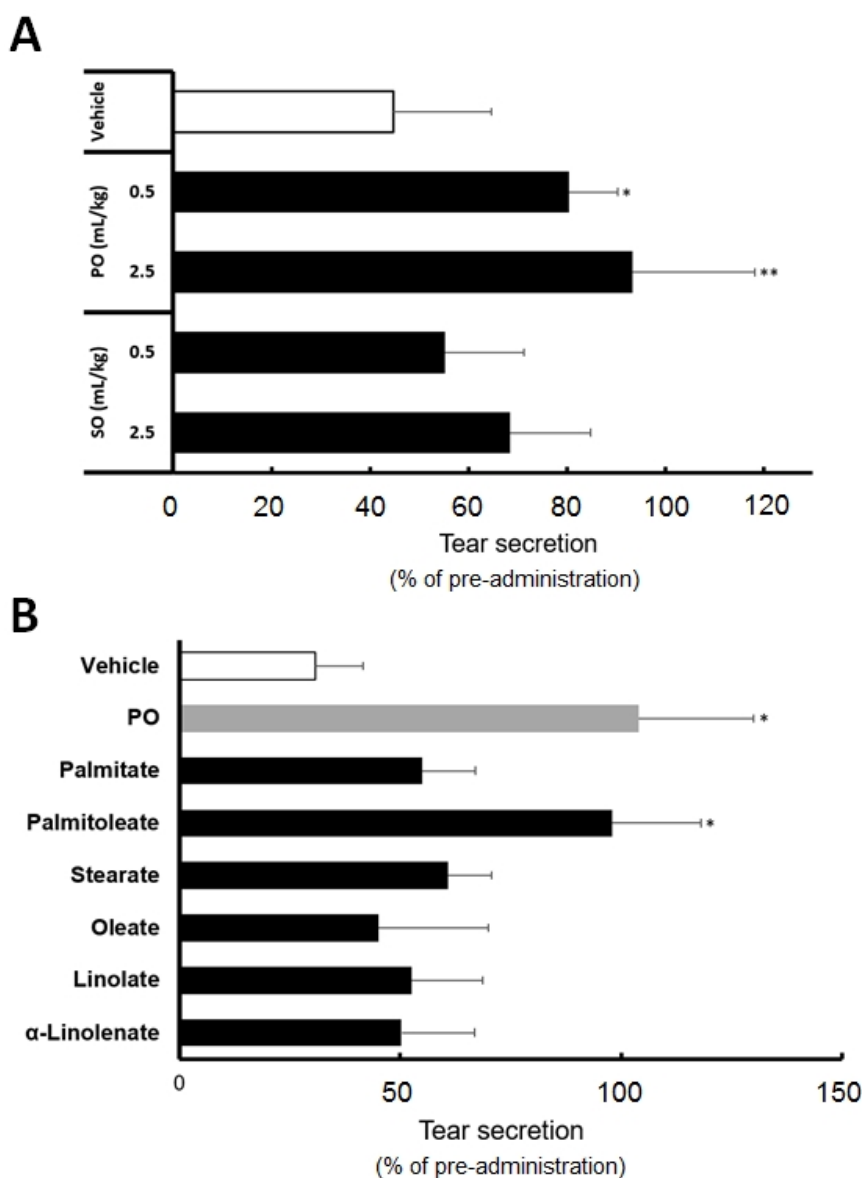 A
Vehicle
PO (mL/kg)
0.5
*
2.5
**
SO (mL/kg)
0.5
2.5
0 20 40 60 80 100 120
Tear secretion
(% of pre-administration)
B
Vehicle
PO *
Palmitate
Palmitoleate *
Stearate
Oleate
Linolate
α-Linolenate
0 50 100 150
Tear secretion
(% of pre-administration)